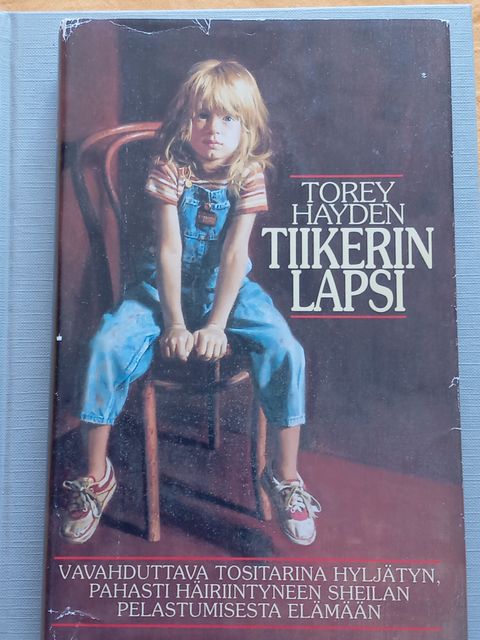 TOREY
HAYDEN
TIIKERIN
LAPSI
VAVAHDUTTAVA TOSITARINA HYLJÄTYN,
PAHASTI HÄIRIINTYNEEN SHEILAN
PELASTUMISESTA ELÄMÄÄN